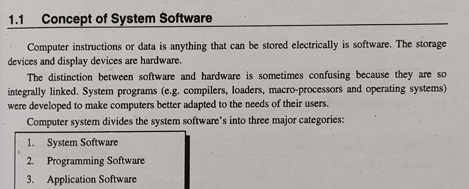 1.1 Concept of System Software
Computer instructions or data is anything that can be stored electrically is software. The storage
devices and display devices are hardware.
The distinction between software and hardware is sometimes confusing because they are so
integrally linked. System programs (e.g. compilers, loaders, macro-processors and operating systems)
were developed to make computers better adapted to the needs of their users.
Computer system divides the system software's into three major categories:
1. System Software
2. Programming Software
3. Application Software